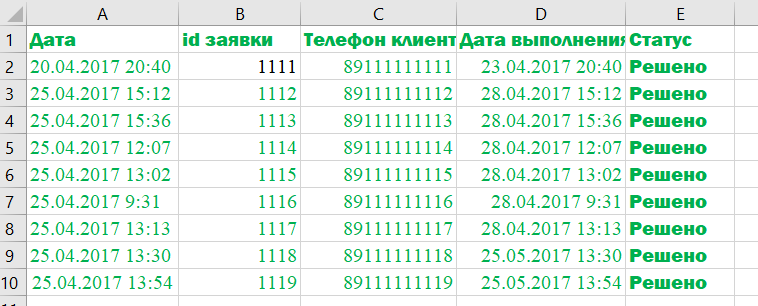 A B C D E
1 Дата id заявки Телефон клиент Дата выполнения Статус
2 20.04.2017 20:40 1111 89111111111 23.04.2017 20:40 Решено
3 25.04.2017 15:12 1112 89111111112 28.04.2017 15:12 Решено
4 25.04.2017 15:36 1113 89111111113 28.04.2017 15:36 Решено
5 25.04.2017 12:07 1114 89111111114 28.04.2017 12:07 Решено
6 25.04.2017 13:02 1115 89111111115 28.04.2017 13:02 Решено
7 25.04.2017 9:31 1116 89111111116 28.04.2017 9:31 Решено
8 25.04.2017 13:13 1117 89111111117 28.04.2017 13:13 Решено
9 25.04.2017 13:30 1118 89111111118 25.05.2017 13:30 Решено
10 25.04.2017 13:54 1119 89111111119 25.05.2017 13:54 Решено